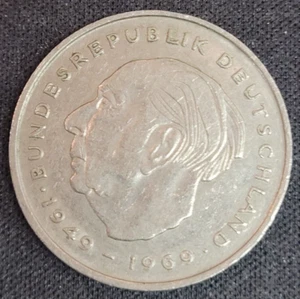 BUNDESREPUBLIK DEUTSCHLAND · 1949 – 1969 ·